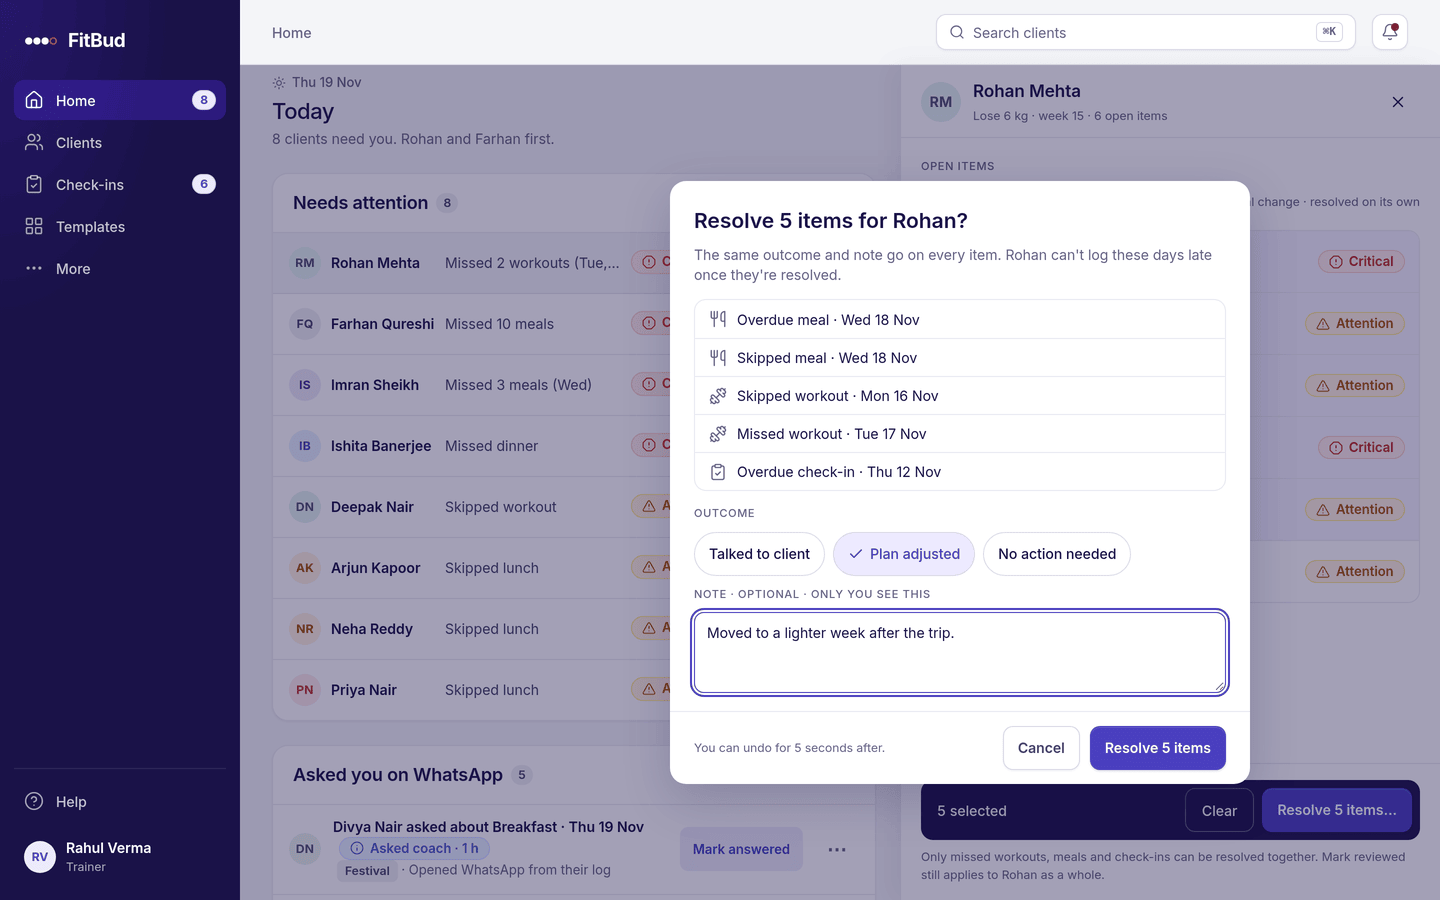 FitBud
Home 8
Clients
Check-ins 6
Templates
More
Help
RV
Rahul Verma
Trainer
Home
Search clients
⌘K
Thu 19 Nov
Today
8 clients need you. Rohan and Farhan first.
Needs attention 8
RM Rohan Mehta Missed 2 workouts (Tue,... C
FQ Farhan Qureshi Missed 10 meals C
IS Imran Sheikh Missed 3 meals (Wed) C
IB Ishita Banerjee Missed dinner C
DN Deepak Nair Skipped workout A
AK Arjun Kapoor Skipped lunch A
NR Neha Reddy Skipped lunch A
PN Priya Nair Skipped lunch A
Asked you on WhatsApp 5
DN
Divya Nair asked about Breakfast · Thu 19 Nov
Asked coach · 1 h
Festival · Opened WhatsApp from their log
Mark answered
RM
Rohan Mehta
Lose 6 kg · week 15 · 6 open items
OPEN ITEMS
change · resolved on its own
Critical
Attention
Attention
Critical
Attention
Attention
Resolve 5 items for Rohan?
The same outcome and note go on every item. Rohan can't log these days late
once they're resolved.
Overdue meal · Wed 18 Nov
Skipped meal · Wed 18 Nov
Skipped workout · Mon 16 Nov
Missed workout · Tue 17 Nov
Overdue check-in · Thu 12 Nov
OUTCOME
Talked to client
Plan adjusted
No action needed
NOTE · OPTIONAL · ONLY YOU SEE THIS
Moved to a lighter week after the trip.
You can undo for 5 seconds after.
Cancel
Resolve 5 items
5 selected
Clear
Resolve 5 items...
Only missed workouts, meals and check-ins can be resolved together. Mark reviewed
still applies to Rohan as a whole.